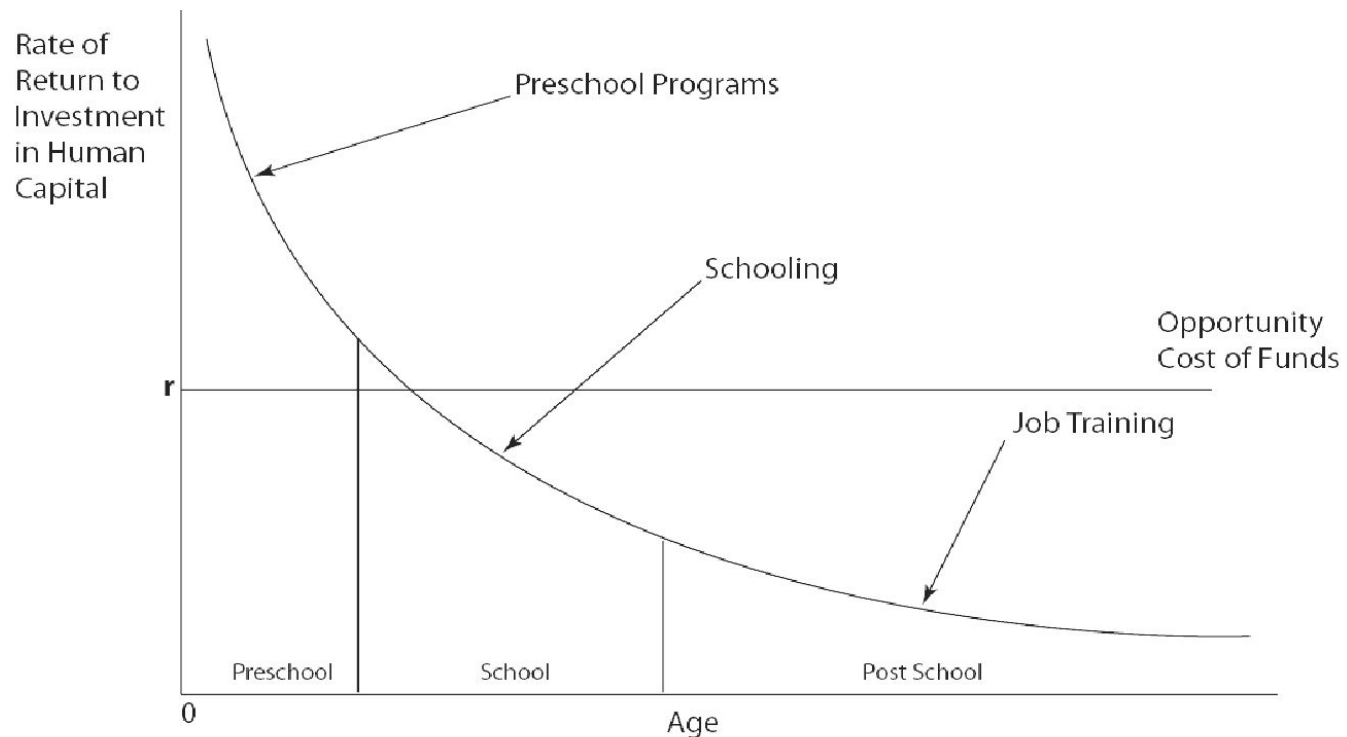 Rate of
Return to
Investment
in Human
Capital
Preschool Programs
Schooling
Opportunity
Cost of Funds
r
Job Training
Preschool
School
Post School
0
Age